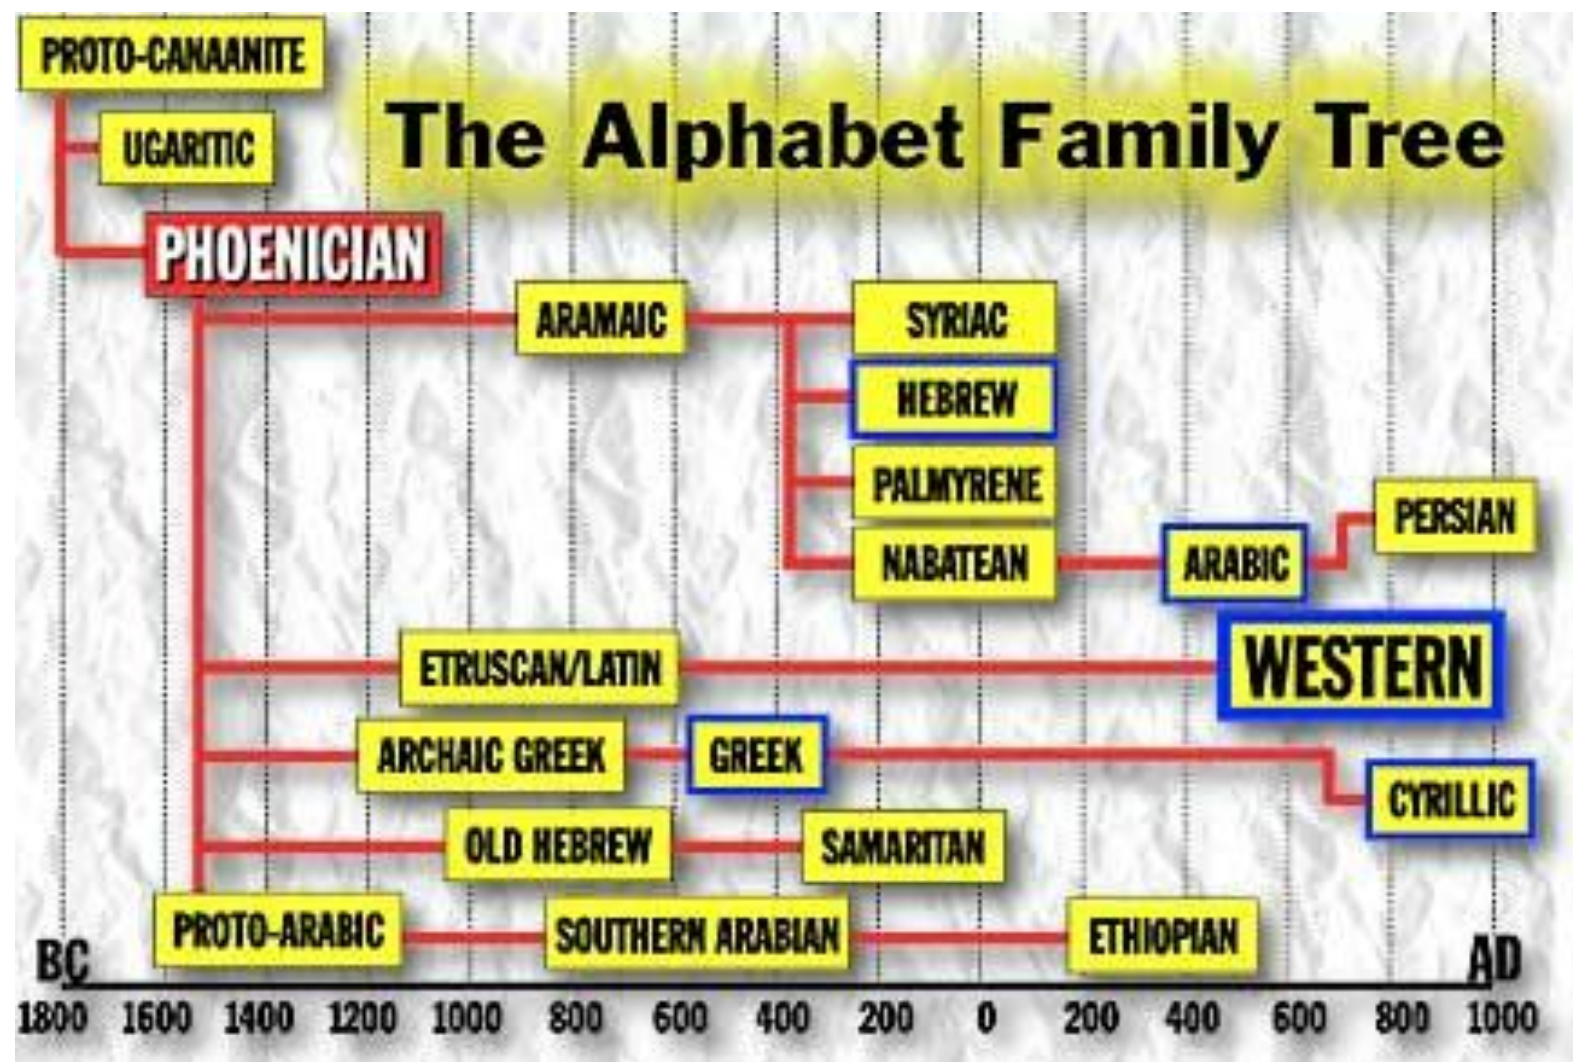 PROTO-CANAANITE
The Alphabet Family Tree
UGARITIC
PHOENICIAN
ARAMAIC
SYRIAC
HEBREW
PALMYRENE
PERSIAN
NABATEAN
ARABIC
ETRUSCAN/LATIN
WESTERN
ARCHAIC GREEK
GREEK
CYRILLIC
OLD HEBREW
SAMARITAN
PROTO-ARABIC
SOUTHERN ARABIAN
ETHIOPIAN
BC
AD
1800 1600 1400 1200 1000 800 600 400 200 0 200 400 600 800 1000